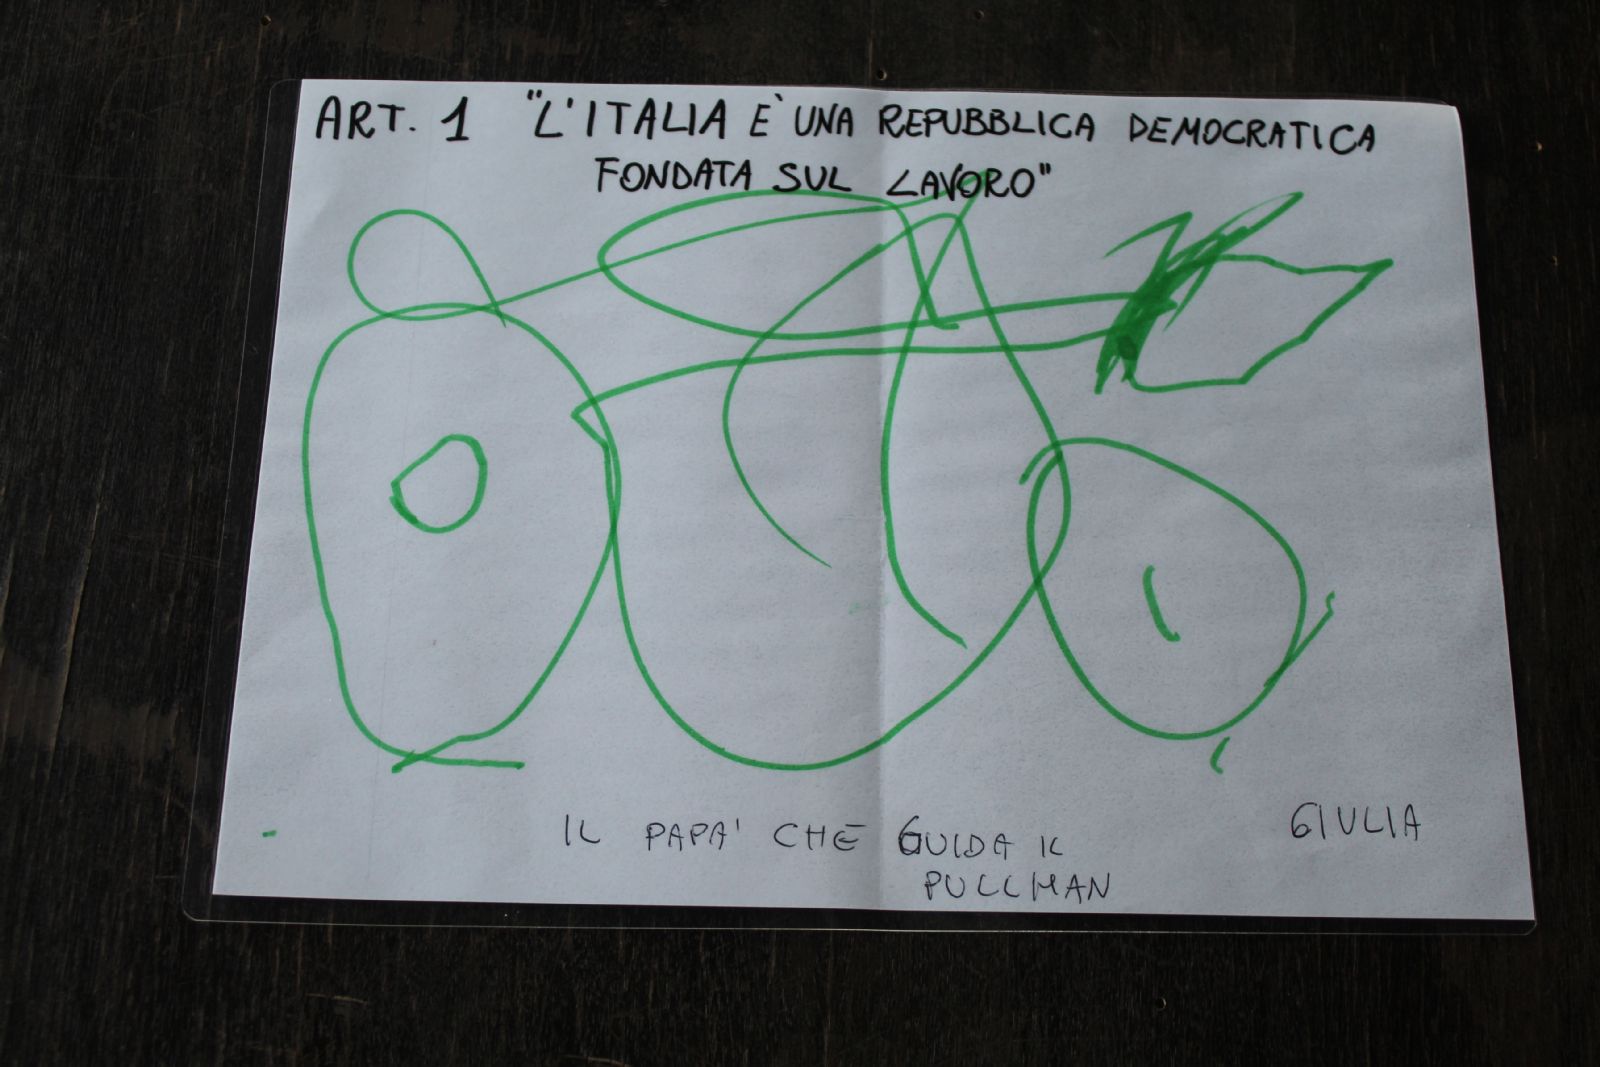 ART. 1 "L'ITALIA È UNA REPUBBLICA DEMOCRATICA
FONDATA SUL LAVORO"
IL PAPA' CHE GUIDA IL
PULLMAN
GIULIA